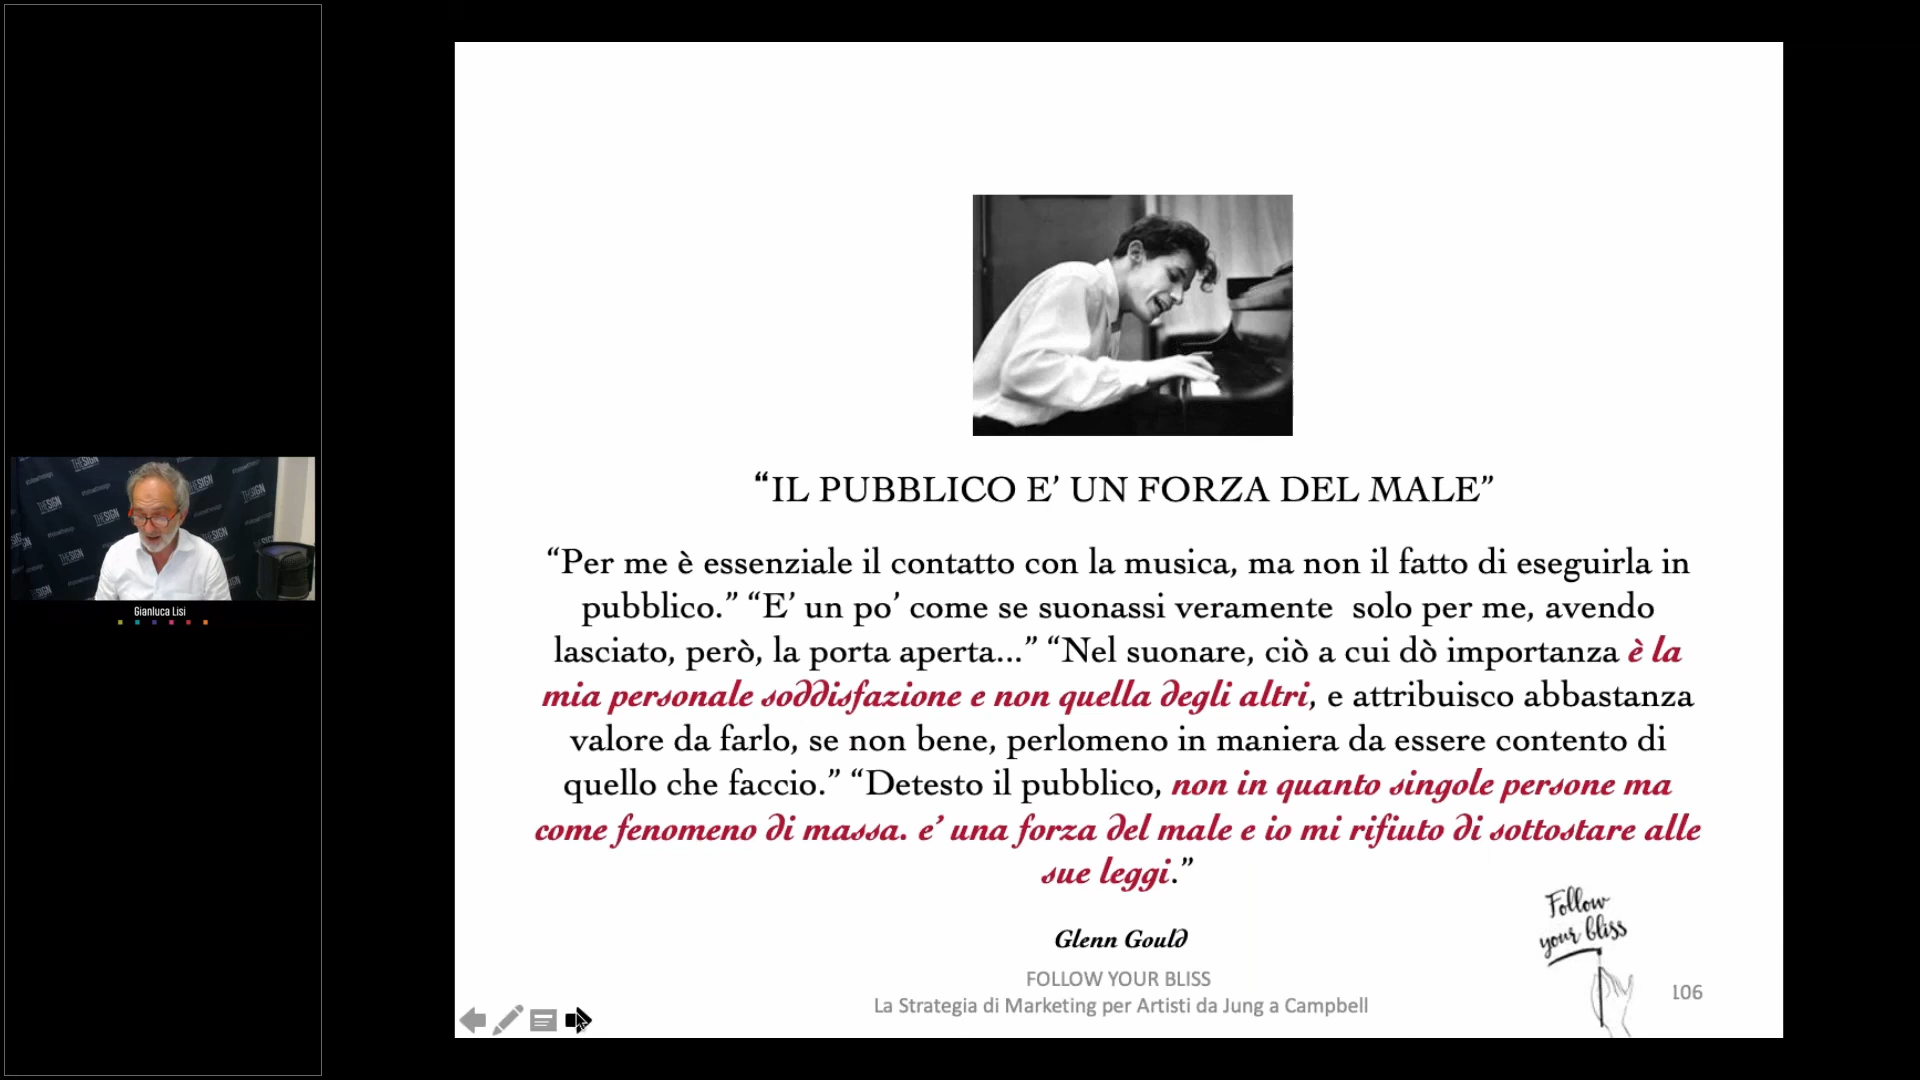 “IL PUBBLICO E’ UN FORZA DEL MALE”
“Per me è essenziale il contatto con la musica, ma non il fatto di eseguirla in
pubblico.” “E’ un po’ come se suonassi veramente  solo per me, avendo
lasciato, però, la porta aperta...” “Nel suonare, ciò a cui dò importanza è la
mia personale soddisfazione e non quella degli altri, e attribuisco abbastanza
valore da farlo, se non bene, perlomeno in maniera da essere contento di
quello che faccio.” “Detesto il pubblico, non in quanto singole persone ma
come fenomeno di massa. e’ una forza del male e io mi rifiuto di sottostare alle
sue leggi.”
Glenn Gould
FOLLOW YOUR BLISS
La Strategia di Marketing per Artisti da Jung a Campbell
Follow
your bliss
106
THESIGN
THESIGN
THESIGN
THESIGN
THESIGN
Gianluca Lisi